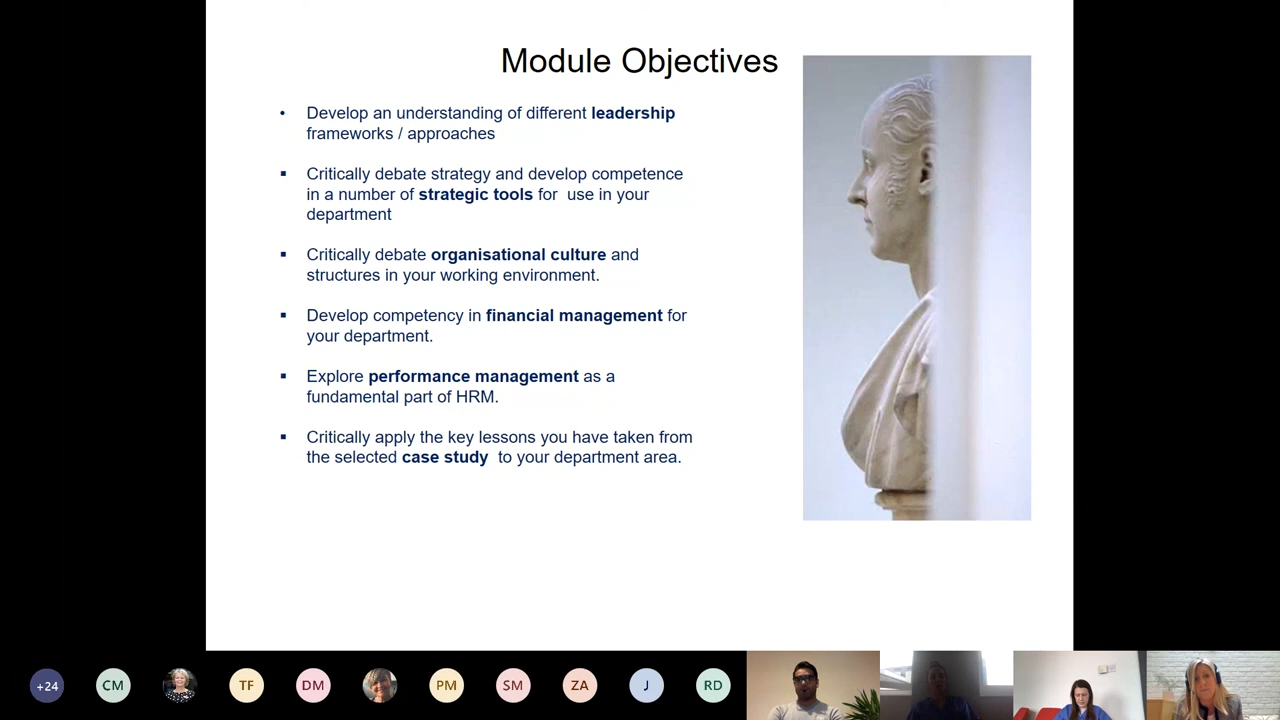 Module Objectives
• Develop an understanding of different leadership
frameworks / approaches
▪ Critically debate strategy and develop competence
in a number of strategic tools for  use in your
department
▪ Critically debate organisational culture and
structures in your working environment.
▪ Develop competency in financial management for
your department.
▪ Explore performance management as a
fundamental part of HRM.
▪ Critically apply the key lessons you have taken from
the selected case study  to your department area.
+24 CM TF DM PM SM ZA J RD